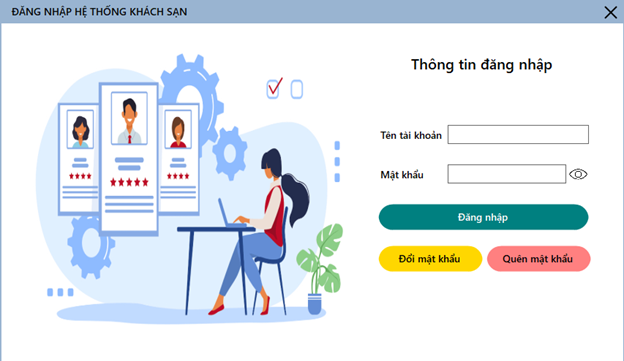 ĐĂNG NHẬP HỆ THỐNG KHÁCH SẠN
Thông tin đăng nhập
Tên tài khoản
Mật khẩu
Đăng nhập
Đổi mật khẩu
Quên mật khẩu